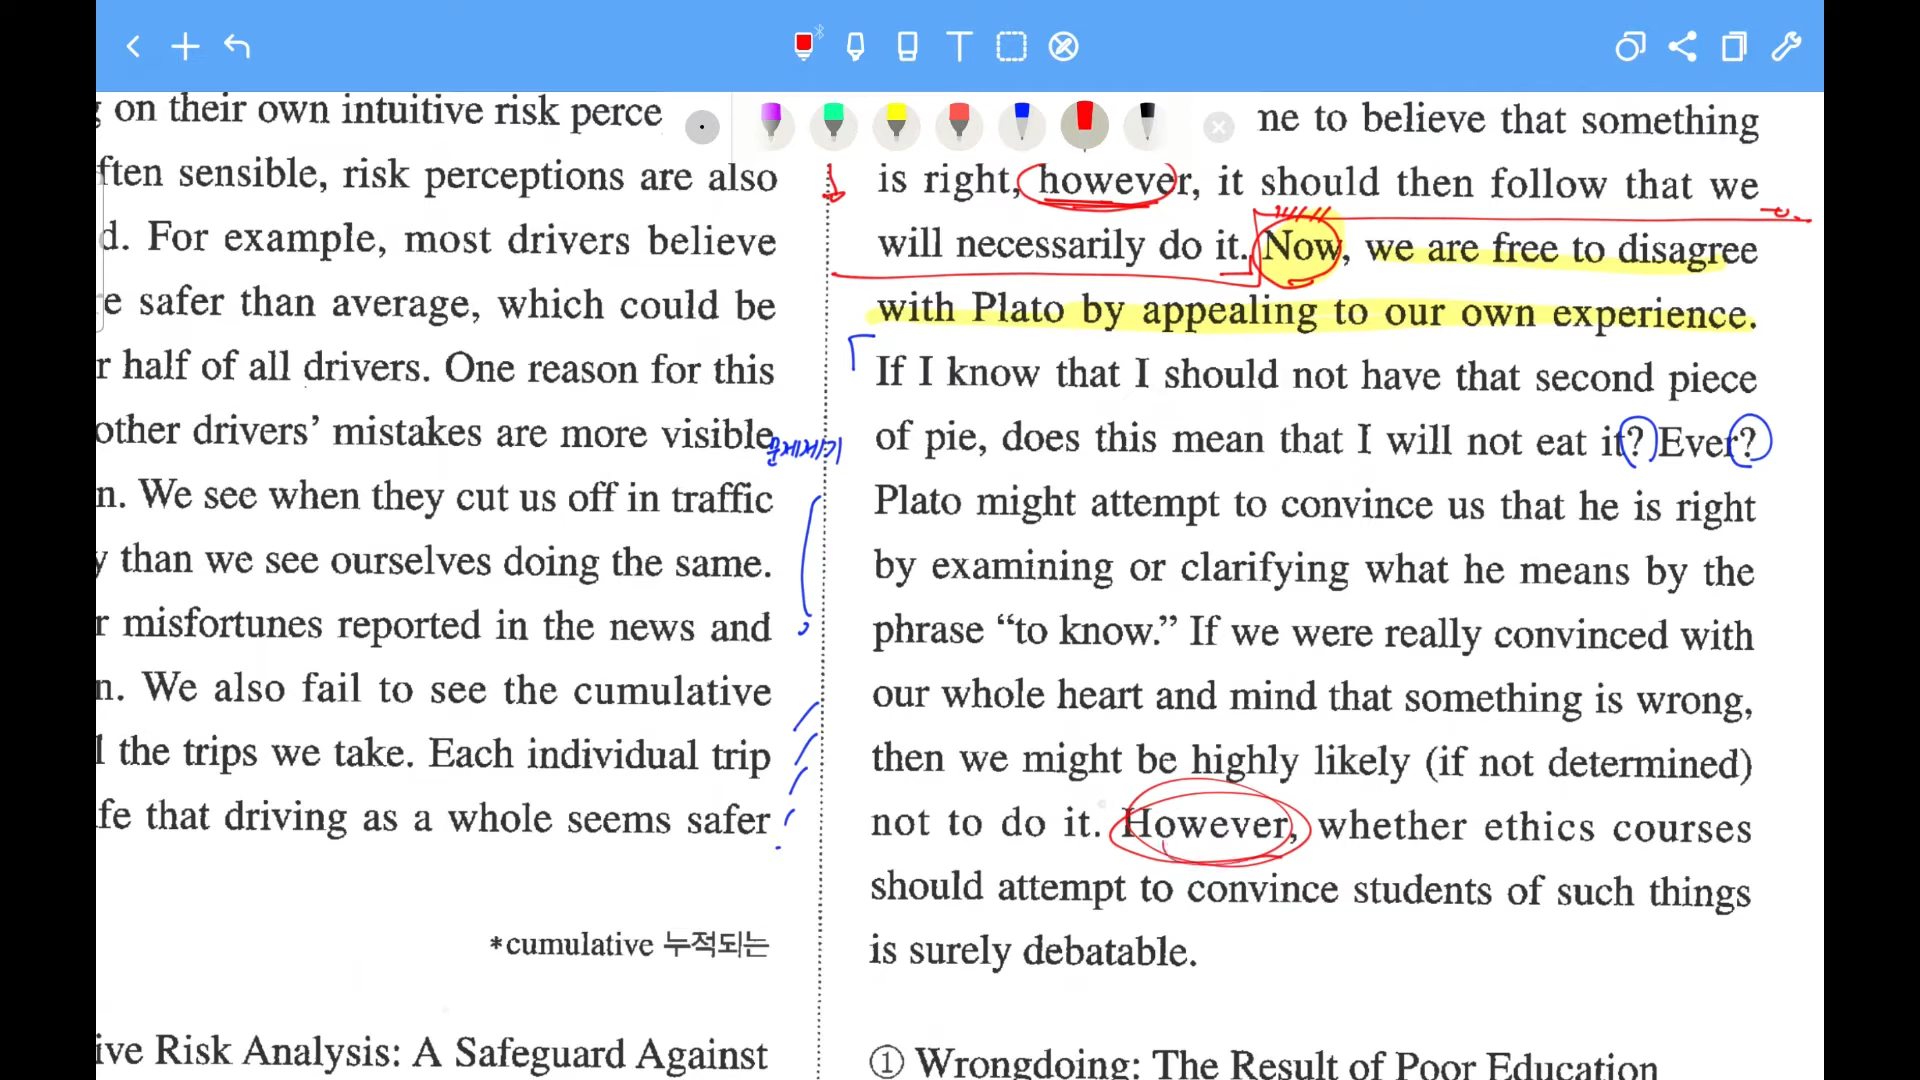 on their own intuitive risk perce
ften sensible, risk perceptions are also
d. For example, most drivers believe
e safer than average, which could be
r half of all drivers. One reason for this
other drivers’ mistakes are more visible
n. We see when they cut us off in traffic
y than we see ourselves doing the same.
r misfortunes reported in the news and
n. We also fail to see the cumulative
l the trips we take. Each individual trip
fe that driving as a whole seems safer
*cumulative 누적되는
ive Risk Analysis: A Safeguard Against
문제제기
me to believe that something
is right, however, it should then follow that we
will necessarily do it. Now, we are free to disagree
with Plato by appealing to our own experience.
If I know that I should not have that second piece
of pie, does this mean that I will not eat it? Ever?
Plato might attempt to convince us that he is right
by examining or clarifying what he means by the
phrase “to know.” If we were really convinced with
our whole heart and mind that something is wrong,
then we might be highly likely (if not determined)
not to do it. However, whether ethics courses
should attempt to convince students of such things
is surely debatable.
① Wrongdoing: The Result of Poor Education